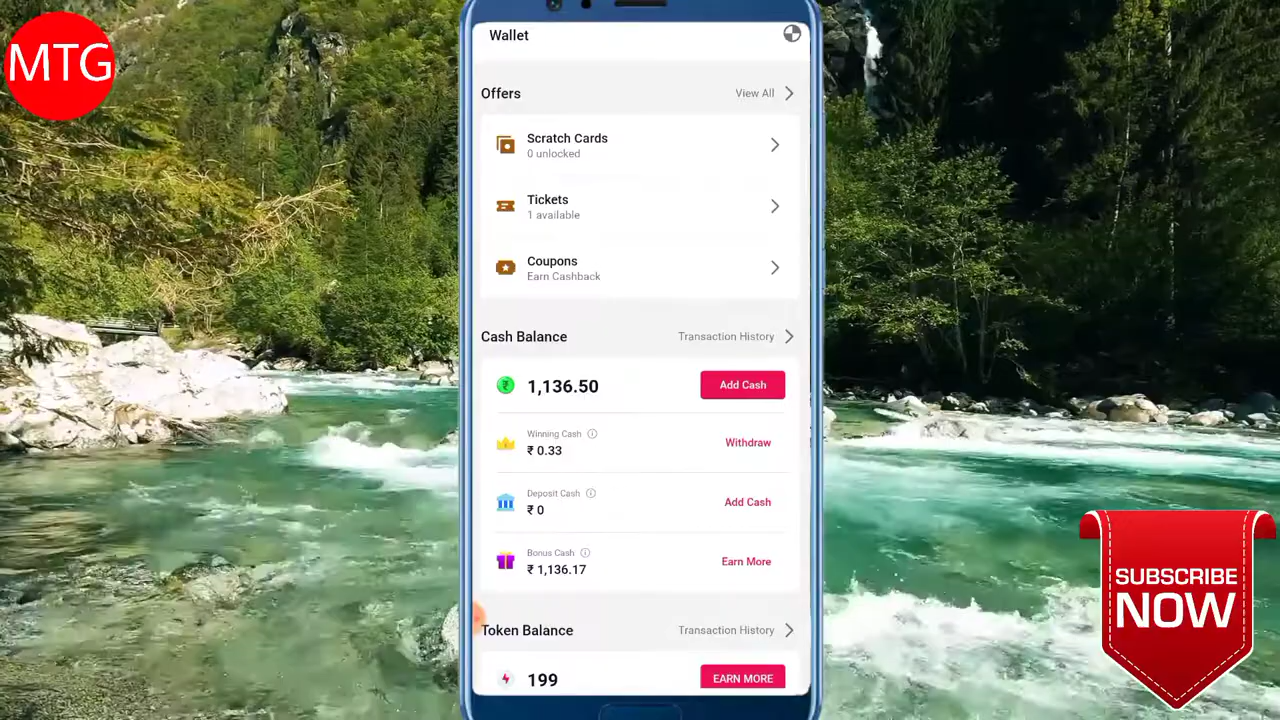 MTG
Wallet
Offers
View All
Scratch Cards
0 unlocked
Tickets
1 available
Coupons
Earn Cashback
Cash Balance
Transaction History
₹
1,136.50
Add Cash
Winning Cash
₹ 0.33
Withdraw
Deposit Cash
₹ 0
Add Cash
Bonus Cash
₹ 1,136.17
Earn More
Token Balance
Transaction History
199
EARN MORE
SUBSCRIBE
NOW